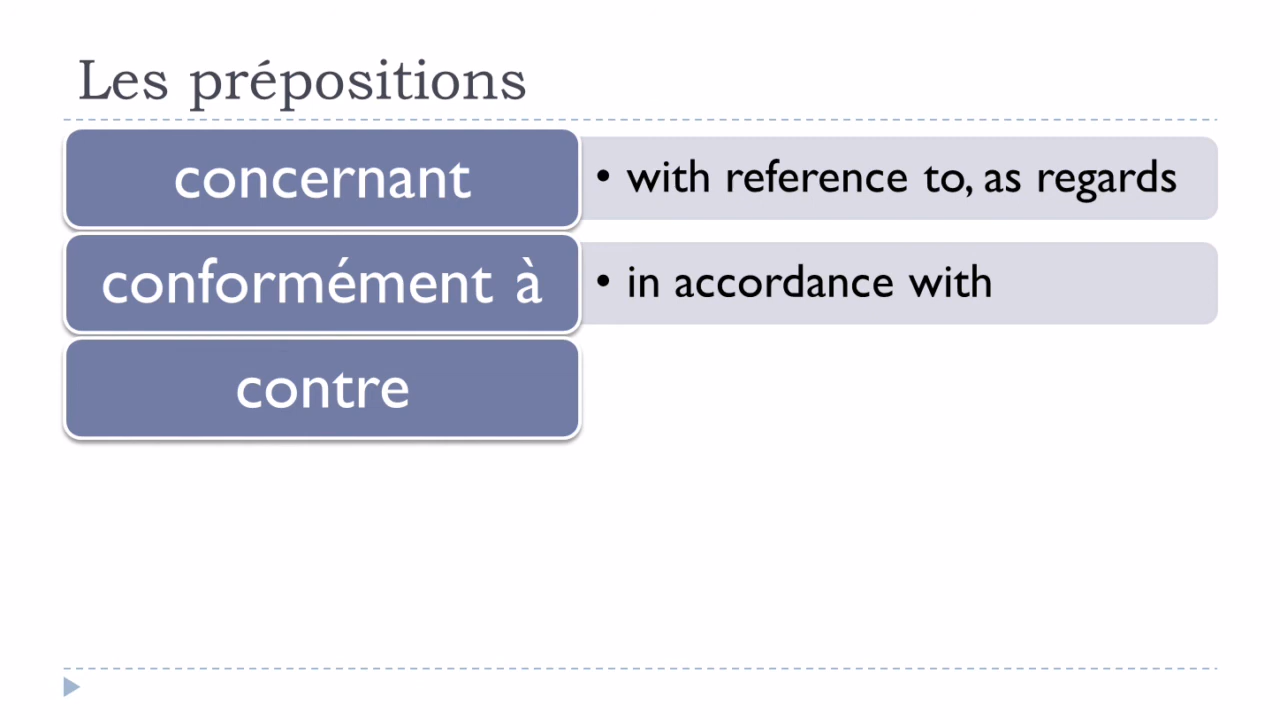 Les prépositions
concernant
• with reference to, as regards
conformément à
• in accordance with
contre